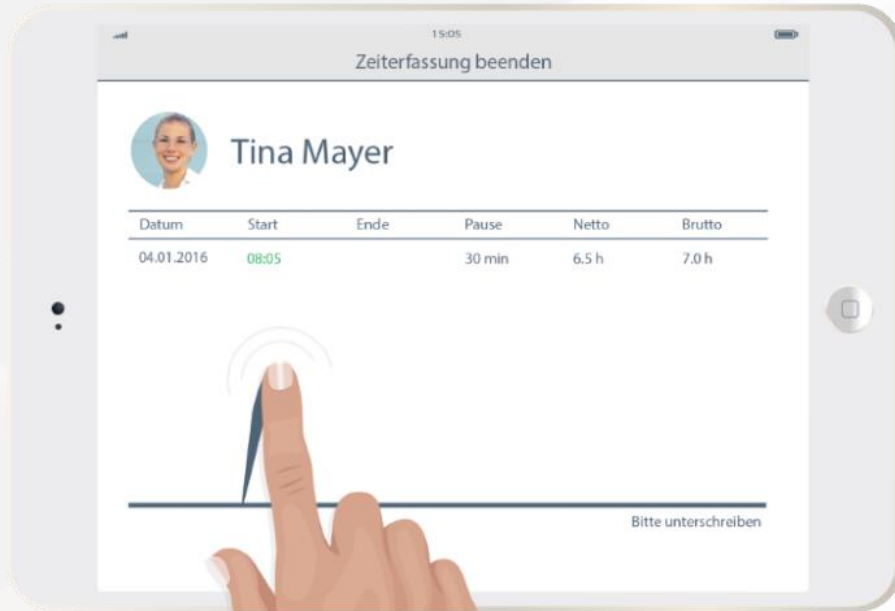 15:05
Zeiterfassung beenden
Tina Mayer
Datum Start Ende Pause Netto Brutto
04.01.2016 08:05 30 min 6.5 h 7.0 h
Bitte unterschreiben